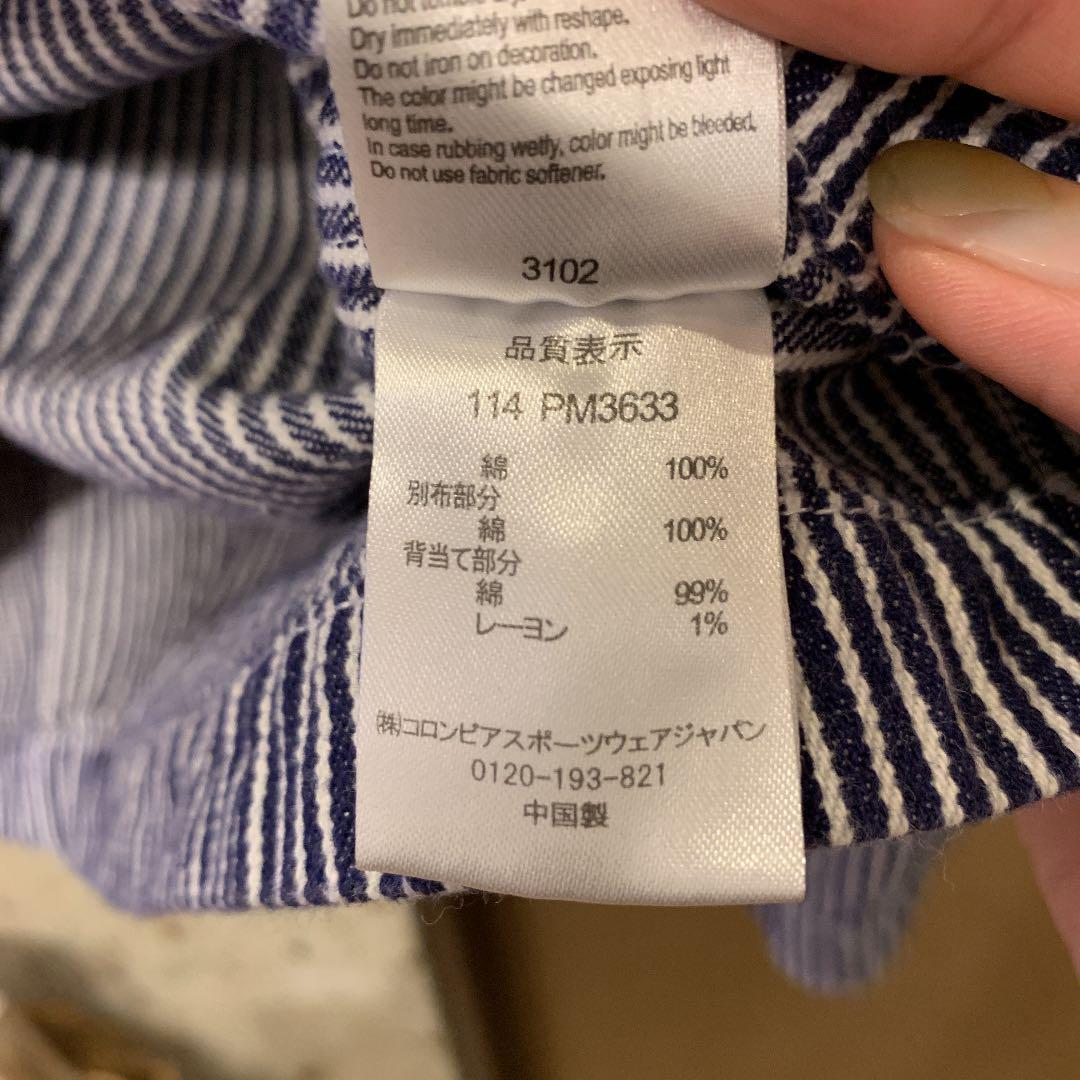 Do not tumble
Dry immediately with reshape.
Do not iron on decoration.
The color might be changed exposing light
long time.
In case rubbing wetly, color might be bleeded.
Do not use fabric softener.
3102
品質表示
114 PM3633
綿 100%
別布部分
綿 100%
背当て部分
綿 99%
レーヨン 1%
(株)コロンビアスポーツウェアジャパン
0120-193-821
中国製